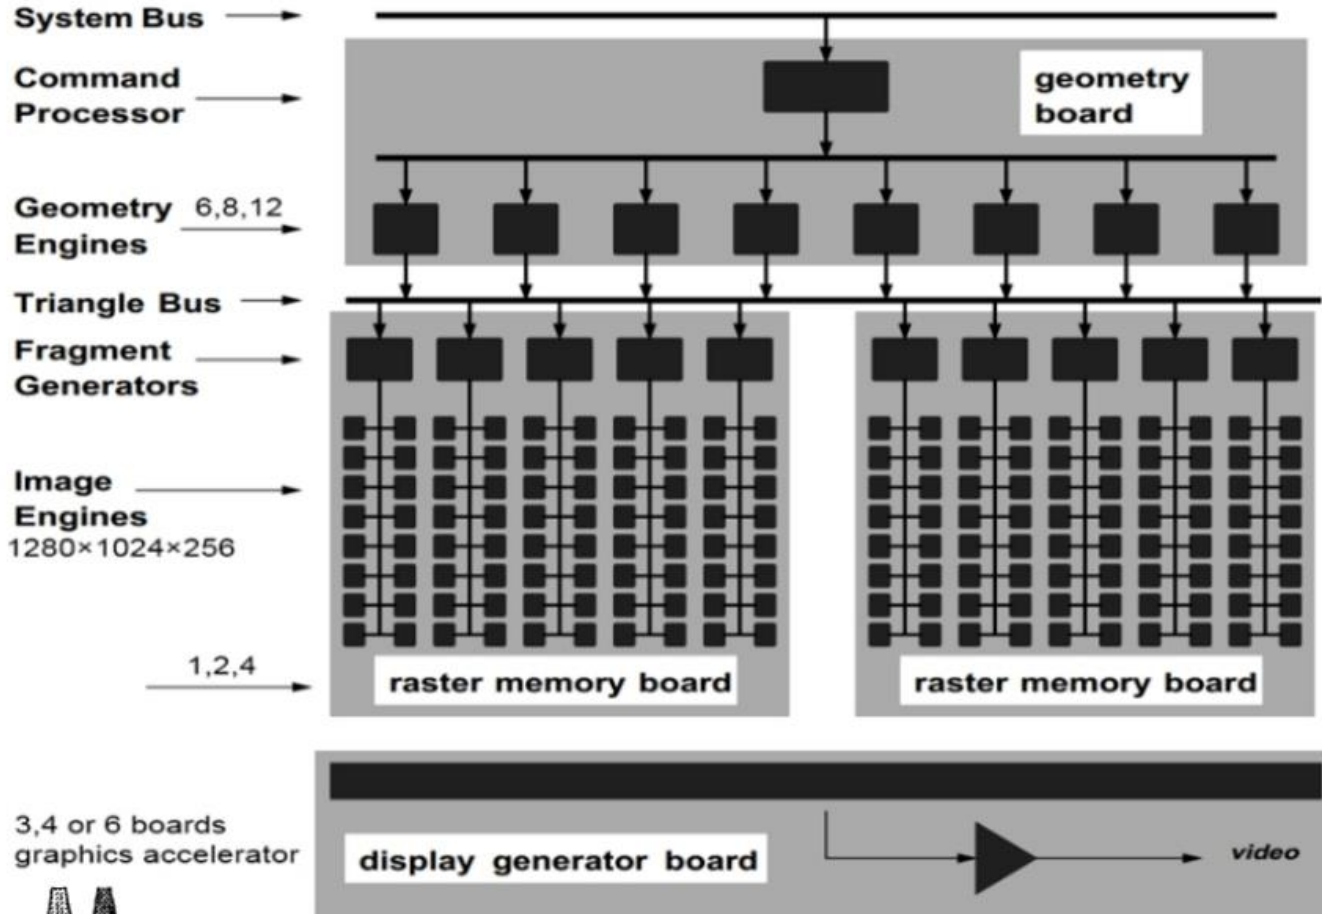 System Bus
Command
Processor
geometry
board
Geometry 6,8,12
Engines
Triangle Bus
Fragment
Generators
Image
Engines
1280×1024×256
1,2,4
raster memory board
raster memory board
3,4 or 6 boards
graphics accelerator
display generator board
video